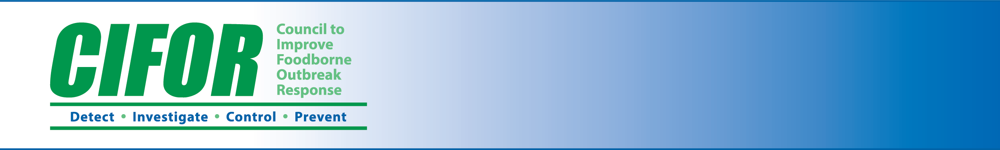 CIFOR
Council to
Improve
Foodborne
Outbreak
Response
Detect • Investigate • Control • Prevent